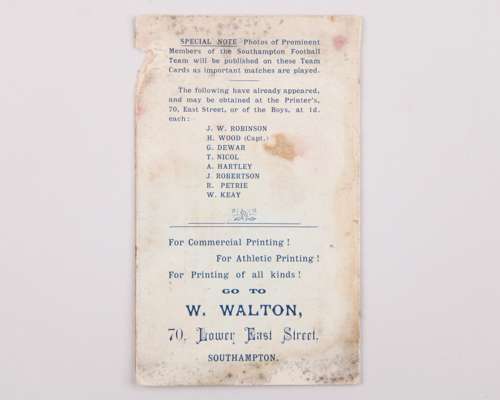 SPECIAL NOTE Photos of Prominent
Members of the Southampton Football
Team will be published on these Team
Cards as important matches are played.
The following have already appeared,
and may be obtained at the Printer's,
70, East Street, or of the Boys, at 1d.
each:
J. W. ROBINSON
H. WOOD (Capt.)
G. DEWAR
T. NICOL
A. HARTLEY
J. ROBERTSON
R. PETRIE
W. KEAY
For Commercial Printing!
For Athletic Printing!
For Printing of all kinds!
GO TO
W. WALTON,
70, Lower East Street,
SOUTHAMPTON.